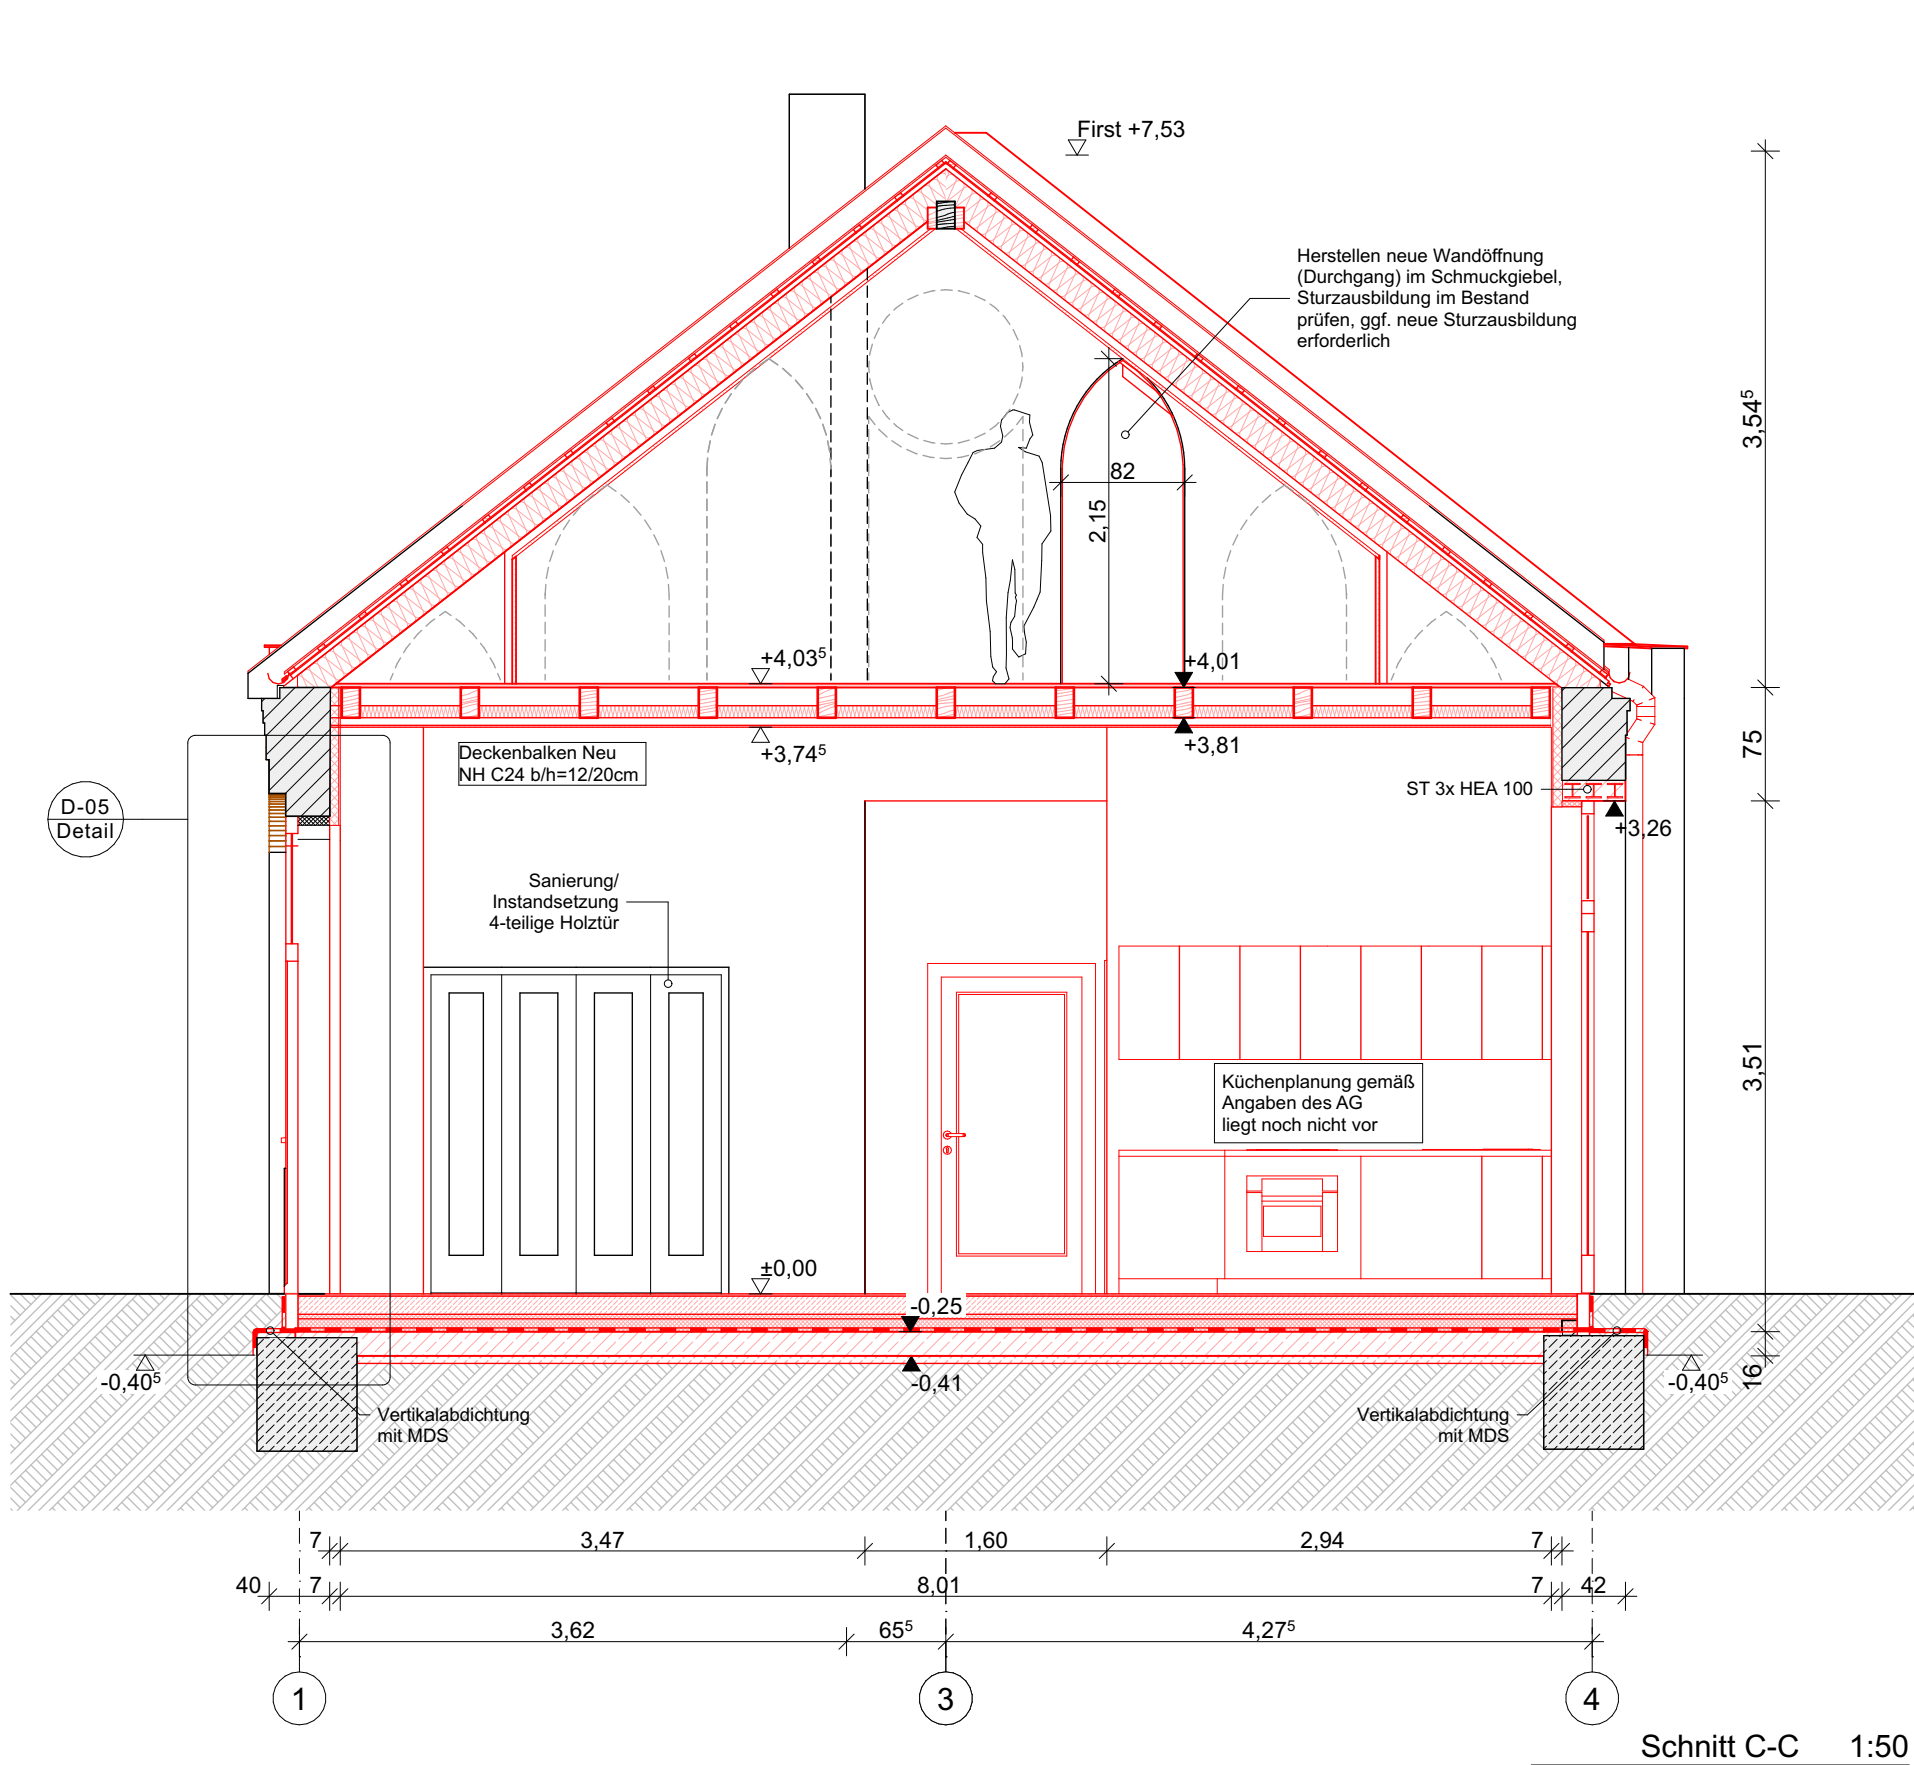 First +7,53
Herstellen neue Wandöffnung
(Durchgang) im Schmuckgiebel,
Sturzausbildung im Bestand
prüfen, ggf. neue Sturzausbildung
erforderlich
3,54⁵
82
2,15
+4,03⁵
+4,01
Deckenbalken Neu
NH C24 b/h=12/20cm
+3,74⁵
+3,81
75
ST 3x HEA 100
+3,26
D-05
Detail
Sanierung/
Instandsetzung
4-teilige Holztür
3,51
Küchenplanung gemäß
Angaben des AG
liegt noch nicht vor
±0,00
-0,25
-0,40⁵
-0,41
-0,40⁵
16
Vertikalabdichtung
mit MDS
Vertikalabdichtung
mit MDS
7 3,47 1,60 2,94 7
40 7 8,01 7 42
3,62 65⁵ 4,27⁵
1 3 4
Schnitt C-C 1:50